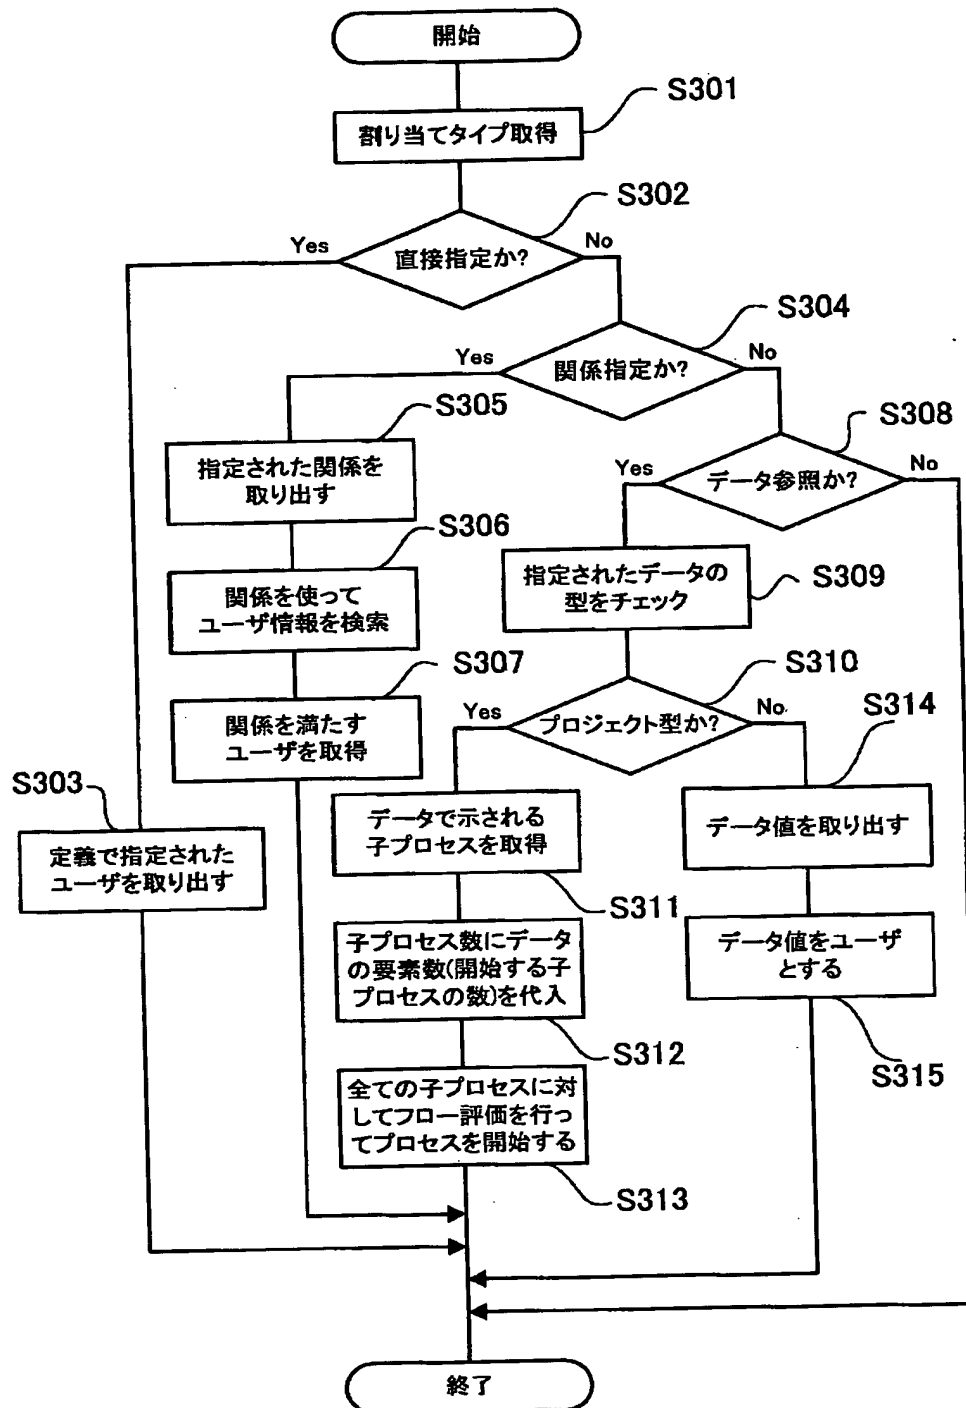 開始
S301
割り当てタイプ取得
S302
Yes
直接指定か?
No
S304
Yes
関係指定か?
No
S305
指定された関係を
取り出す
S308
Yes
データ参照か?
No
S306
関係を使って
ユーザ情報を検索
指定されたデータの
型をチェック
S309
S307
関係を満たす
ユーザを取得
S310
Yes
プロジェクト型か?
No
S314
S303
定義で指定された
ユーザを取り出す
データで示される
子プロセスを取得
S311
データ値を取り出す
子プロセス数にデータ
の要素数(開始する子
プロセスの数)を代入
S312
データ値をユーザ
とする
S315
全ての子プロセスに対
してフロー評価を行っ
てプロセスを開始する
S313
終了